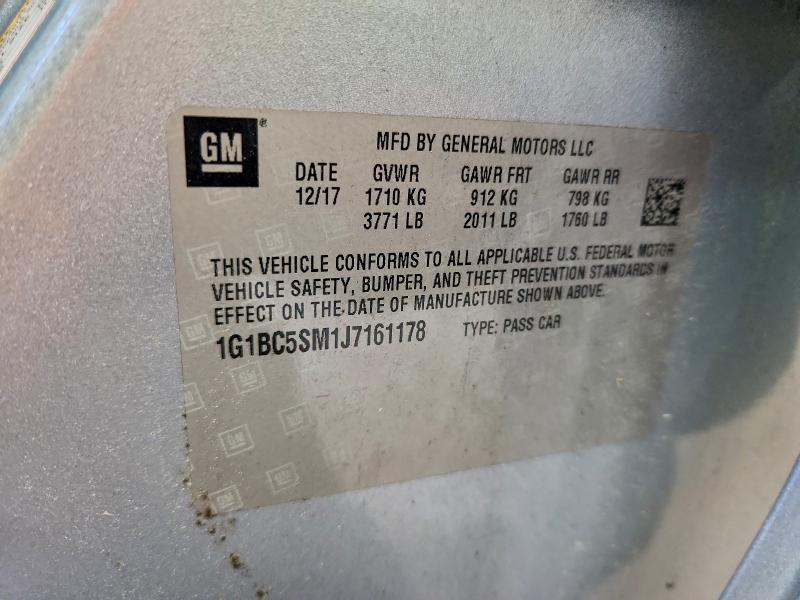 GM®
MFD BY GENERAL MOTORS LLC
DATE GVWR GAWR FRT GAWR RR
12/17 1710 KG 912 KG 798 KG
3771 LB 2011 LB 1760 LB
THIS VEHICLE CONFORMS TO ALL APPLICABLE U.S. FEDERAL MOTOR
VEHICLE SAFETY, BUMPER, AND THEFT PREVENTION STANDARDS IN
EFFECT ON THE DATE OF MANUFACTURE SHOWN ABOVE.
1G1BC5SM1J7161178 TYPE: PASS CAR